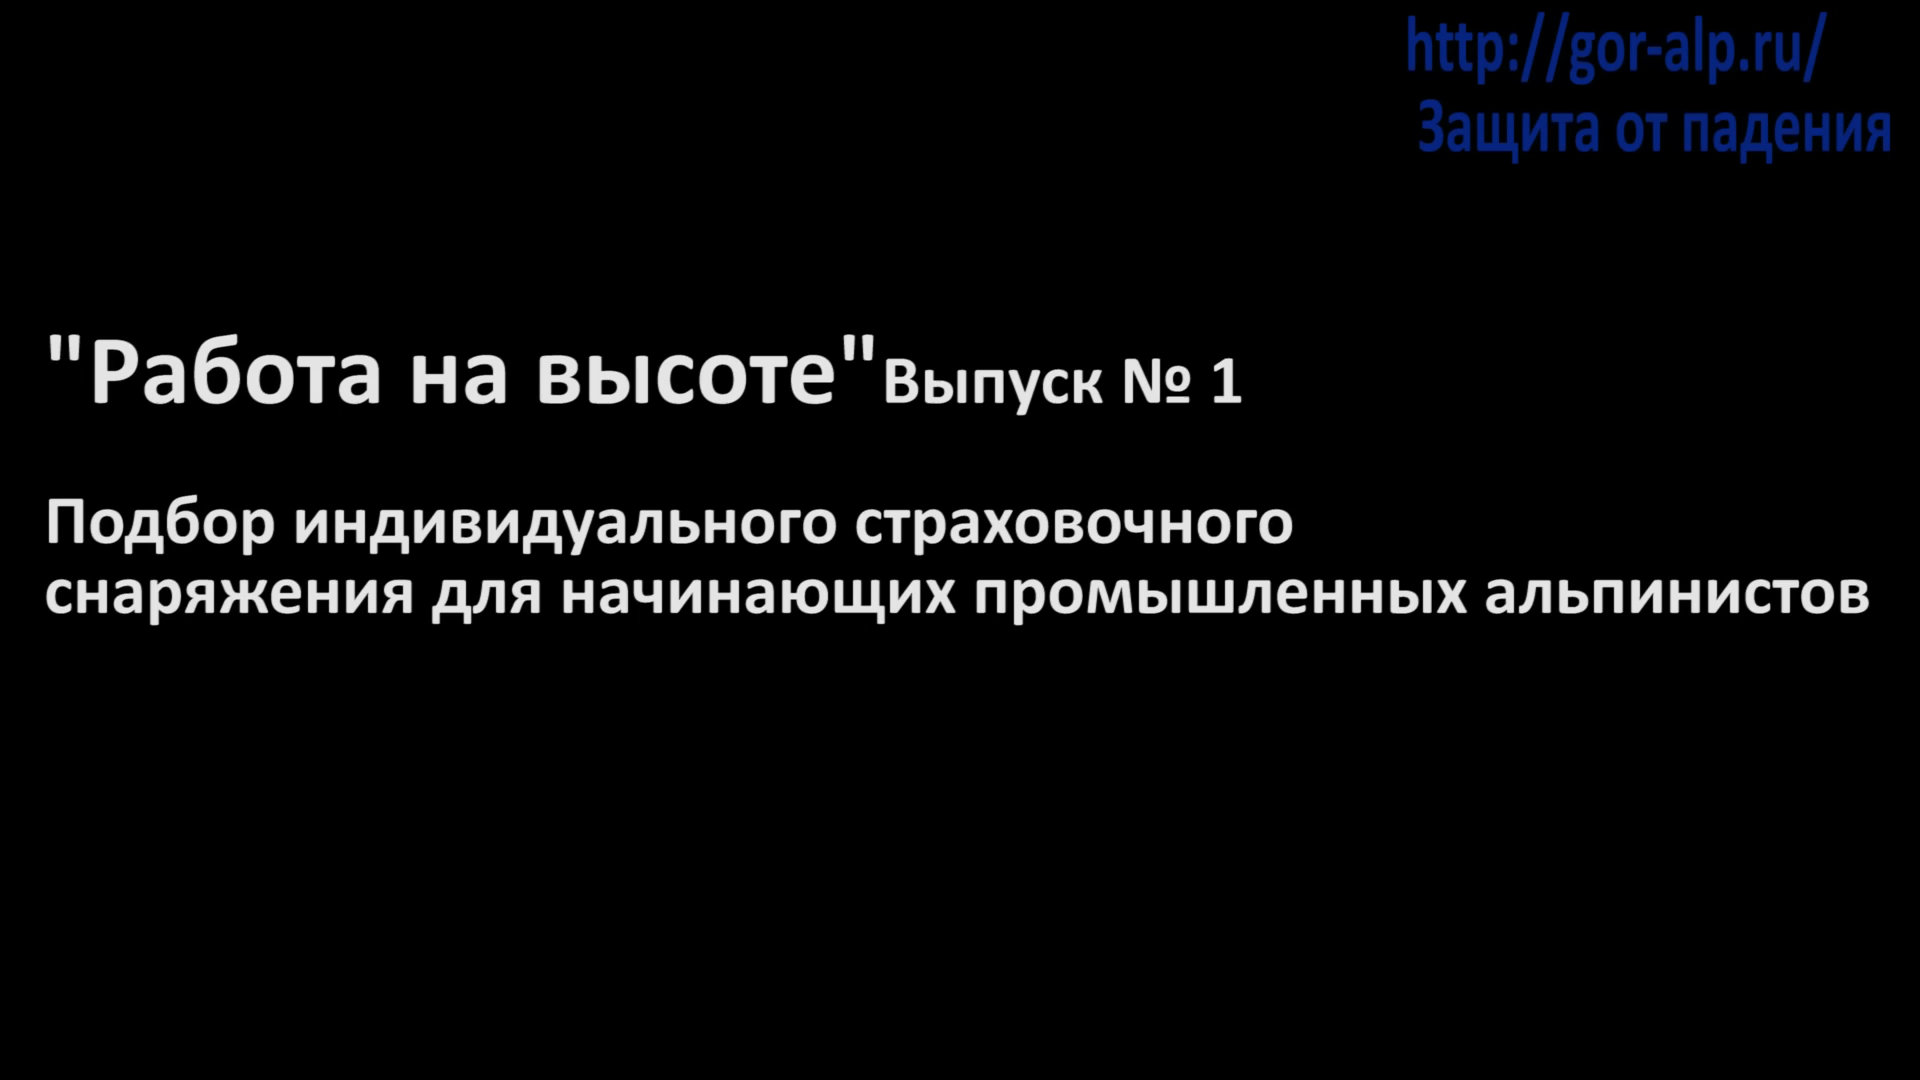 http://gor-alp.ru/
Защита от падения
"Работа на высоте"Выпуск № 1
Подбор индивидуального страховочного
снаряжения для начинающих промышленных альпинистов